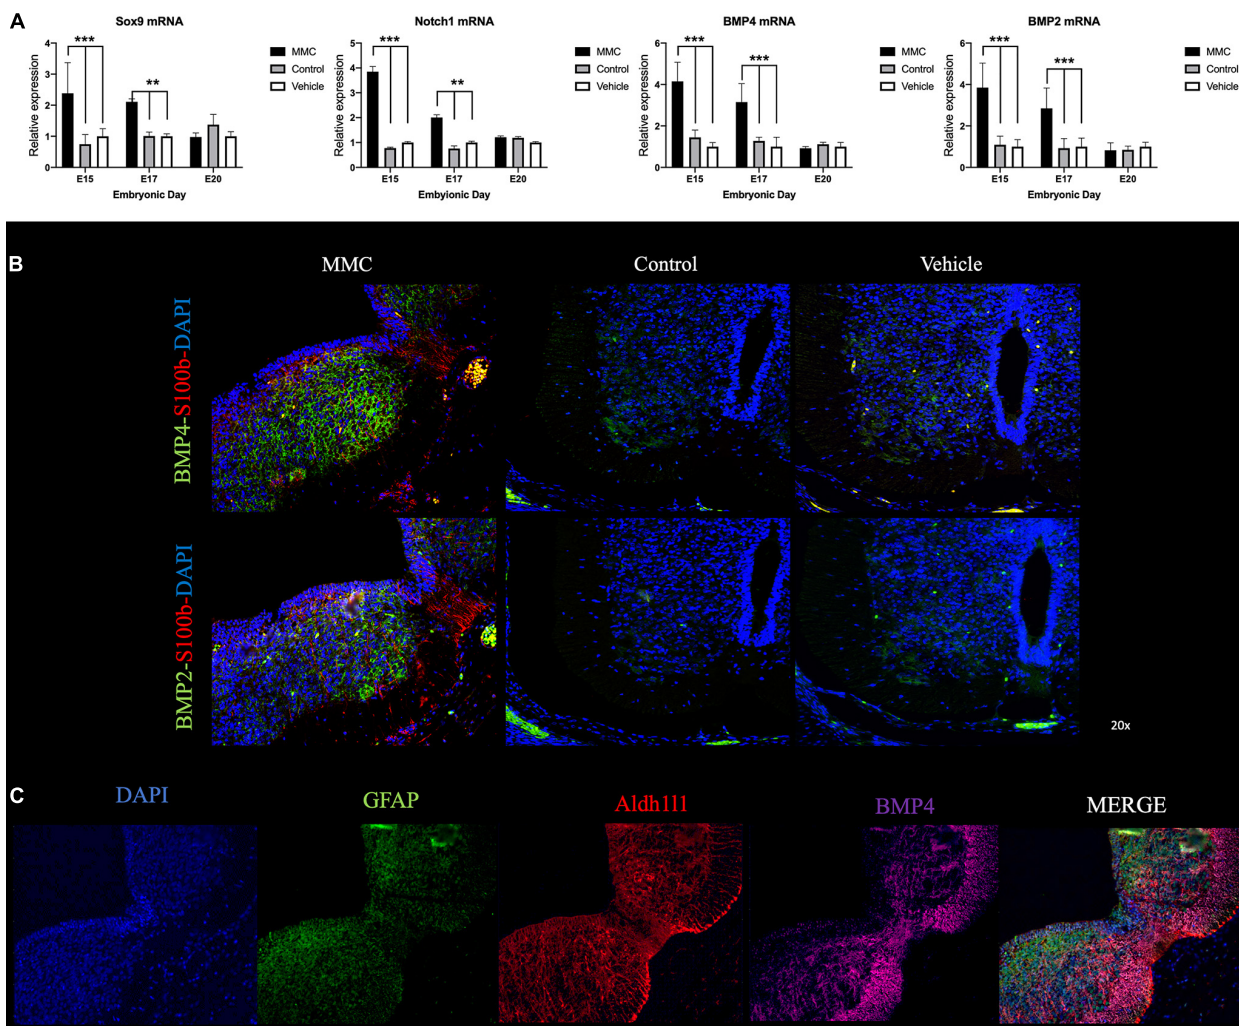 A
Sox9 mRNA
Relative expression
4
3
2
1
0
***
**
E15
E17
E20
Embryonic Day
MMC
Control
Vehicle
Notch1 mRNA
Relative expression
5
4
3
2
1
0
***
**
E15
E17
E20
Embyionic Day
MMC
Control
Vehicle
BMP4 mRNA
Relative expression
6
4
2
0
***
***
E15
E17
E20
Embryonic Day
MMC
Control
Vehicle
BMP2 mRNA
Relative expression
6
4
2
0
***
***
E15
E17
E20
Embryonic Day
MMC
Control
Vehicle
B
MMC
Control
Vehicle
BMP4-S100b-DAPI
BMP2-S100b-DAPI
20x
C
DAPI
GFAP
Aldh1l1
BMP4
MERGE